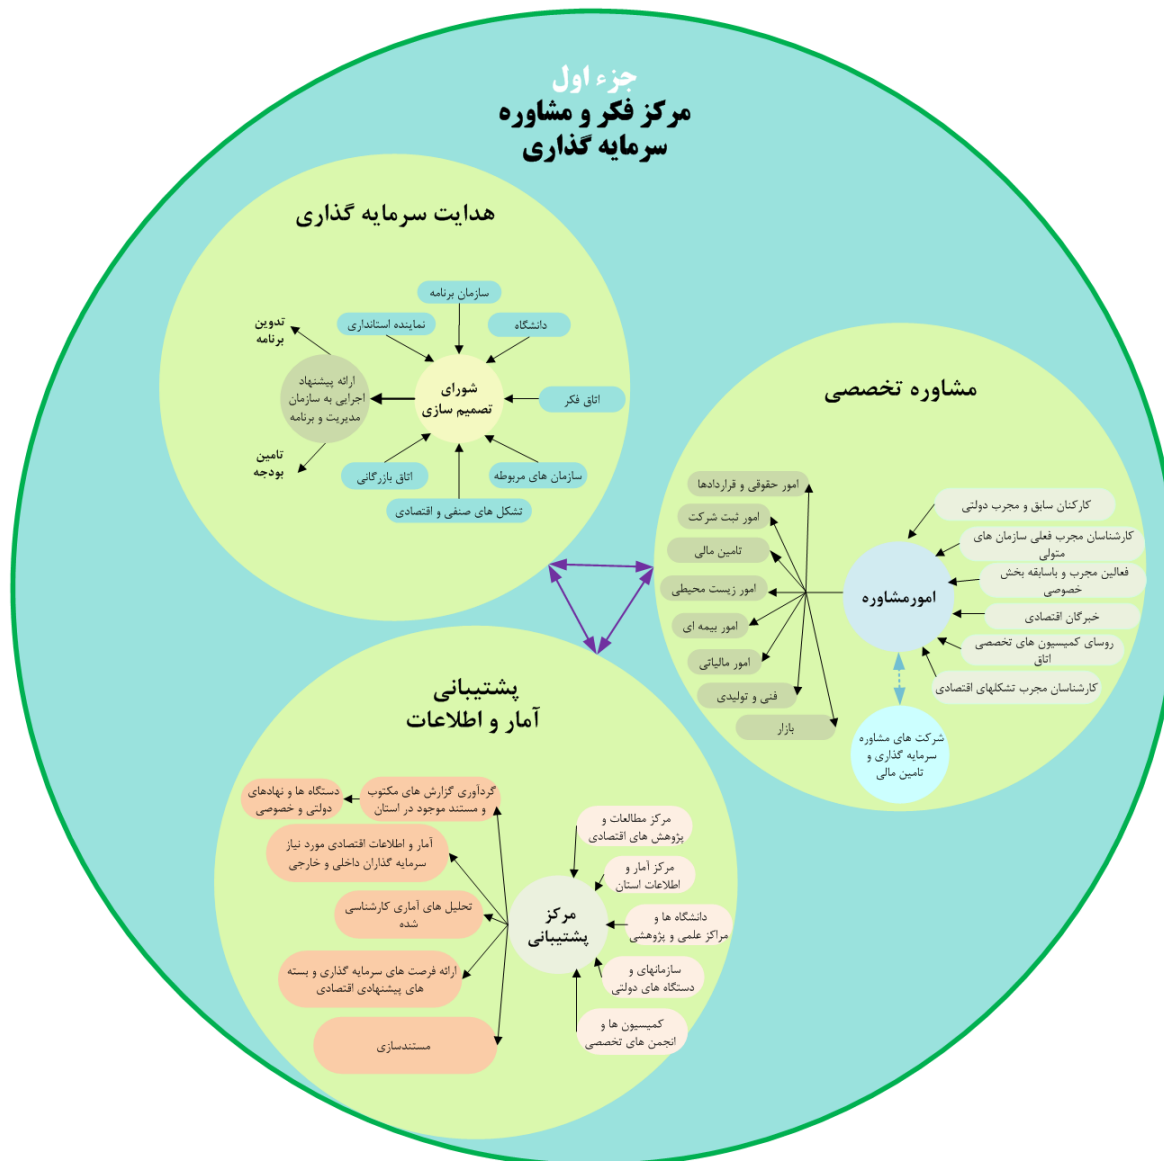 جزء اول
مرکز فکر و مشاوره
سرمایه گذاری
هدایت سرمایه گذاری
سازمان برنامه
نماینده استانداری
دانشگاه
تدوین
برنامه
شورای
تصمیم سازی
ارائه پیشنهاد
اجرایی به سازمان
مدیریت و برنامه
اتاق فکر
تامین
بودجه
اتاق بازرگانی
سازمان های مربوطه
تشکل های صنفی و اقتصادی
مشاوره تخصصی
امور حقوقی و قراردادها
امور ثبت شرکت
تامین مالی
امور زیست محیطی
امور بیمه ای
امور مالیاتی
فنی و تولیدی
بازار
امورمشاوره
کارکنان سابق و مجرب دولتی
کارشناسان مجرب فعلی سازمان های
متولی
فعالین مجرب و باسابقه بخش
خصوصی
خبرگان اقتصادی
روسای کمیسیون های تخصصی
اتاق
کارشناسان مجرب تشکلهای اقتصادی
شرکت های مشاوره
سرمایه گذاری و
تامین مالی
پشتیبانی
آمار و اطلاعات
مرکز مطالعات و
پژوهش های اقتصادی
مرکز آمار و
اطلاعات استان
دانشگاه ها و
مراکز علمی و پژوهشی
سازمانهای و
دستگاه های دولتی
کمیسیون ها و
انجمن های تخصصی
مرکز
پشتیبانی
گردآوری گزارش های مکتوب
و مستند موجود در استان
دستگاه ها و نهادهای
دولتی و خصوصی
آمار و اطلاعات اقتصادی مورد نیاز
سرمایه گذاران داخلی و خارجی
تحلیل های آماری کارشناسی
شده
ارائه فرصت های سرمایه گذاری و بسته
های پیشنهادی اقتصادی
مستندسازی